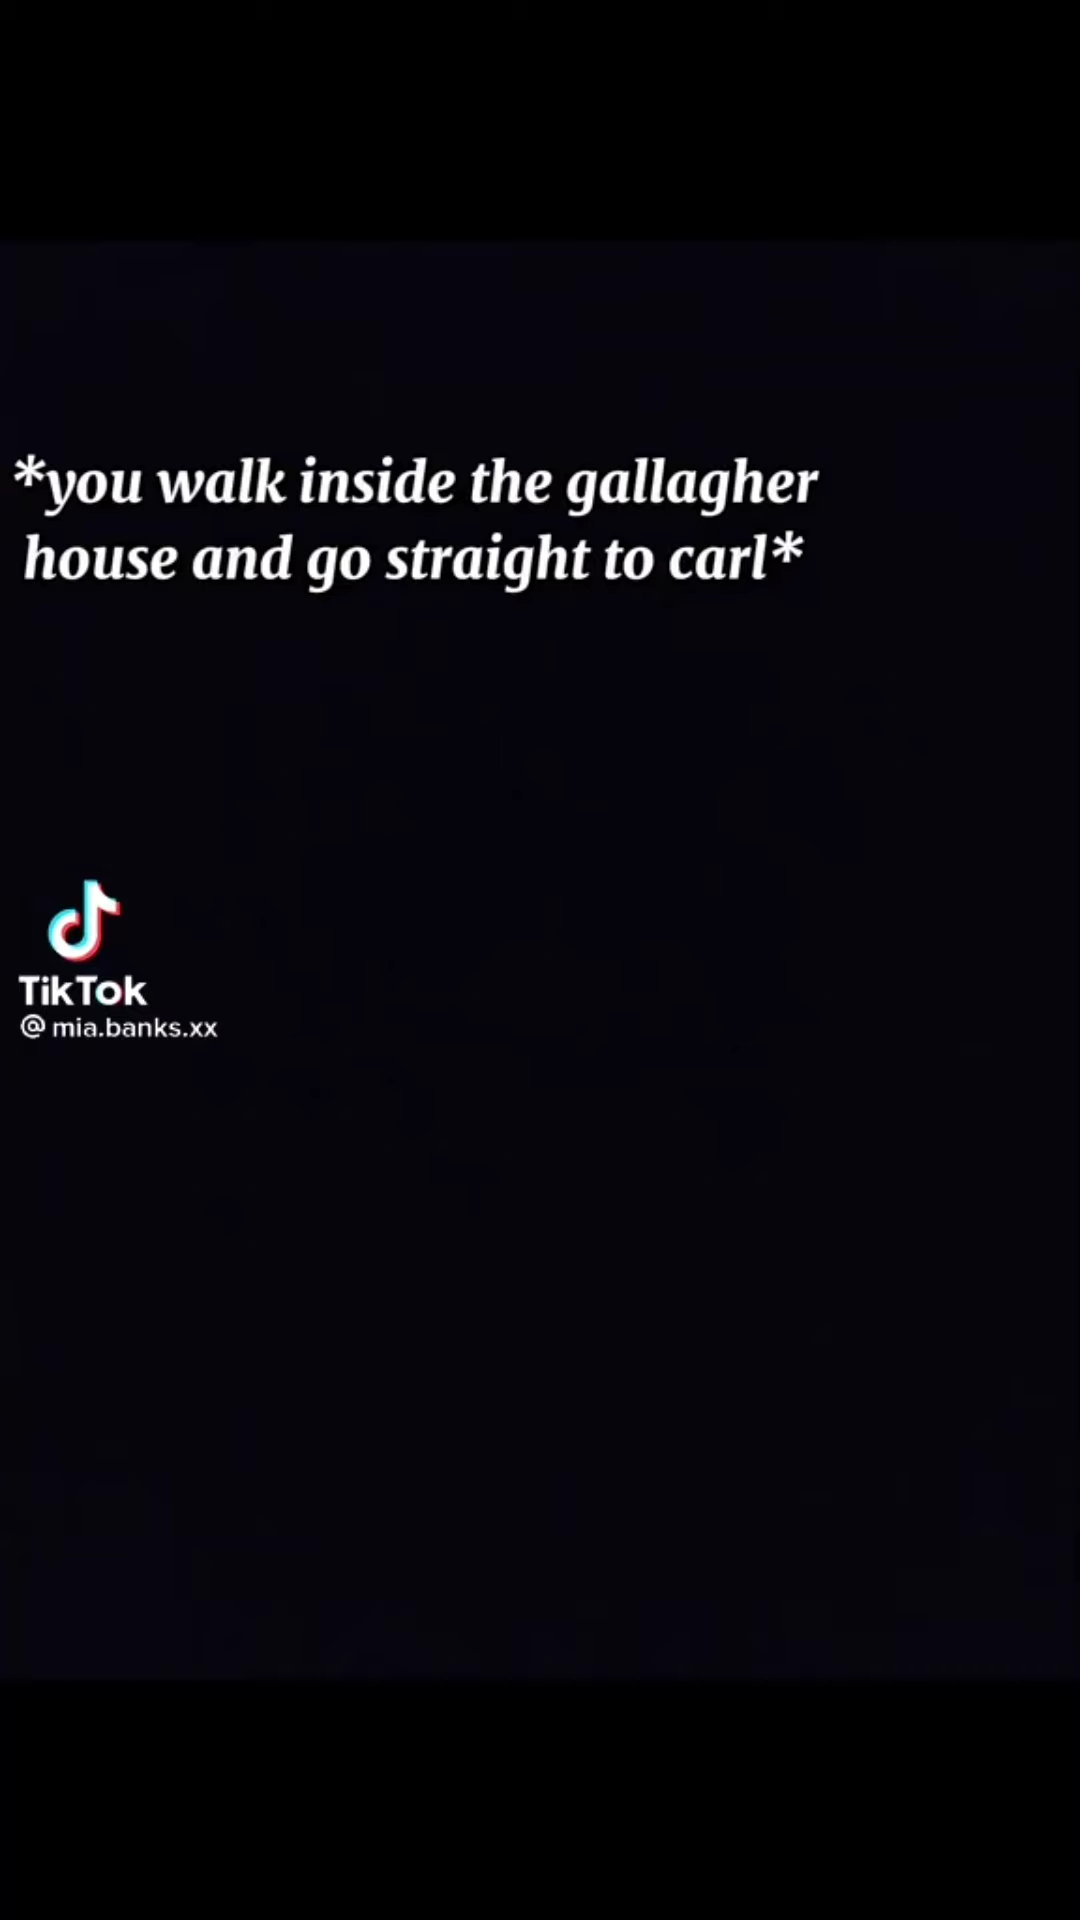 *you walk inside the gallagher
house and go straight to carl*
TikTok
@ mia.banks.xx